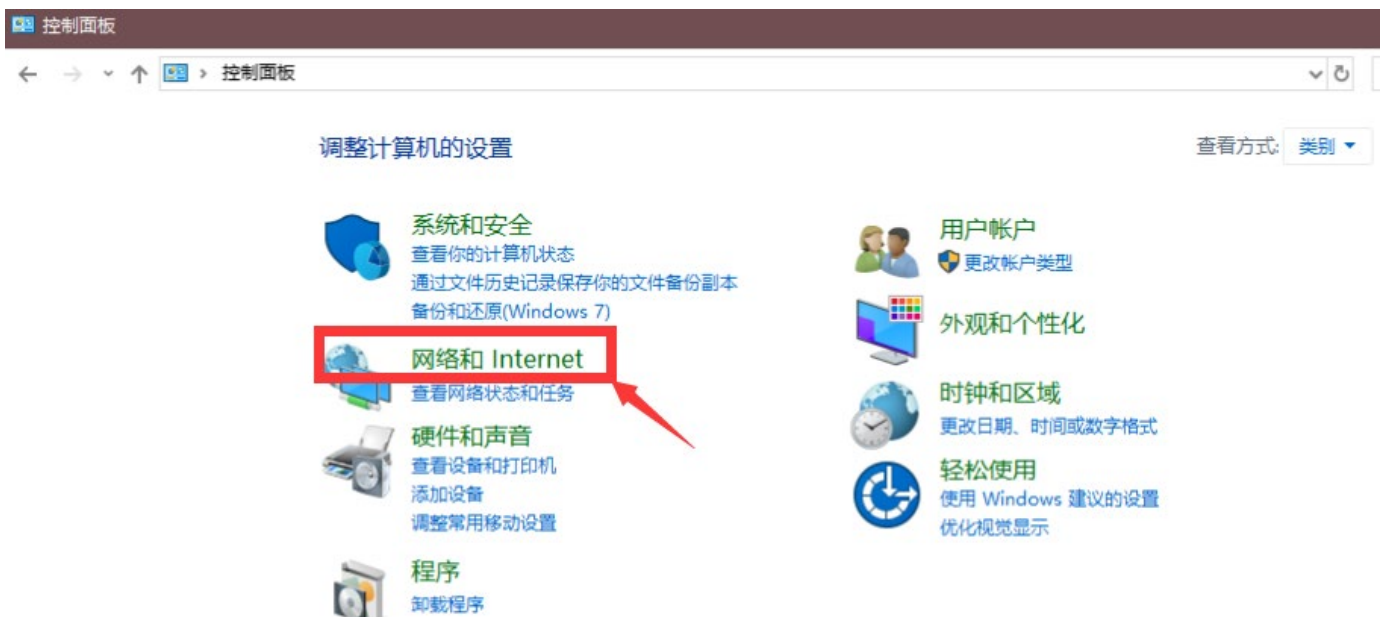 控制面板
控制面板
调整计算机的设置
查看方式: 类别
系统和安全
查看你的计算机状态
通过文件历史记录保存你的文件备份副本
备份和还原(Windows 7)
网络和 Internet
查看网络状态和任务
硬件和声音
查看设备和打印机
添加设备
调整常用移动设置
程序
卸载程序
用户帐户
更改帐户类型
外观和个性化
时钟和区域
更改日期、时间或数字格式
轻松使用
使用 Windows 建议的设置
优化视觉显示